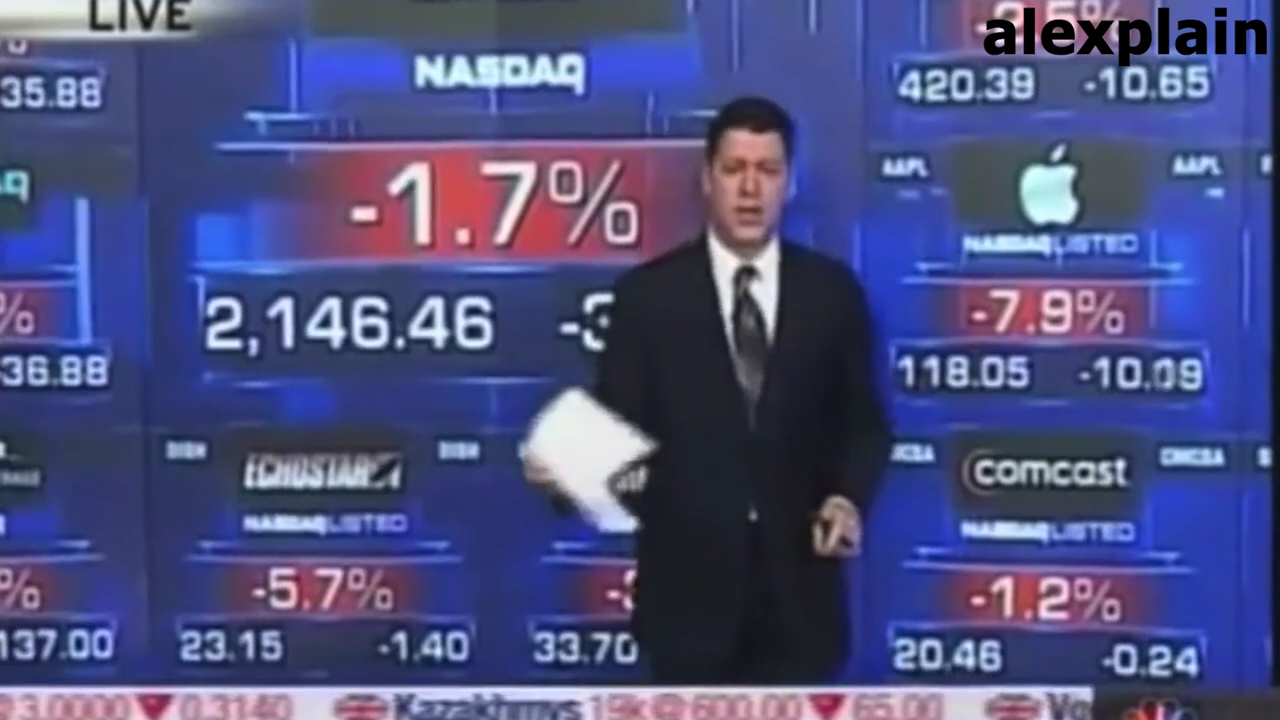 LIVE
alexplain
35.88
NASDAQ
-1.7%
2,146.46
36.88
420.39 -10.65
AAPL AAPL
NASDAQ LISTED
-7.9%
118.05 -10.09
DISH ECHOSTAR DISH
NASDAQ LISTED
-5.7%
23.15 -1.40
137.00
33.70
comcast CMCSA
NASDAQ LISTED
-1.2%
20.46 -0.24
3.0000 0.3140 Kazakhmys 19k@600.00 65.00